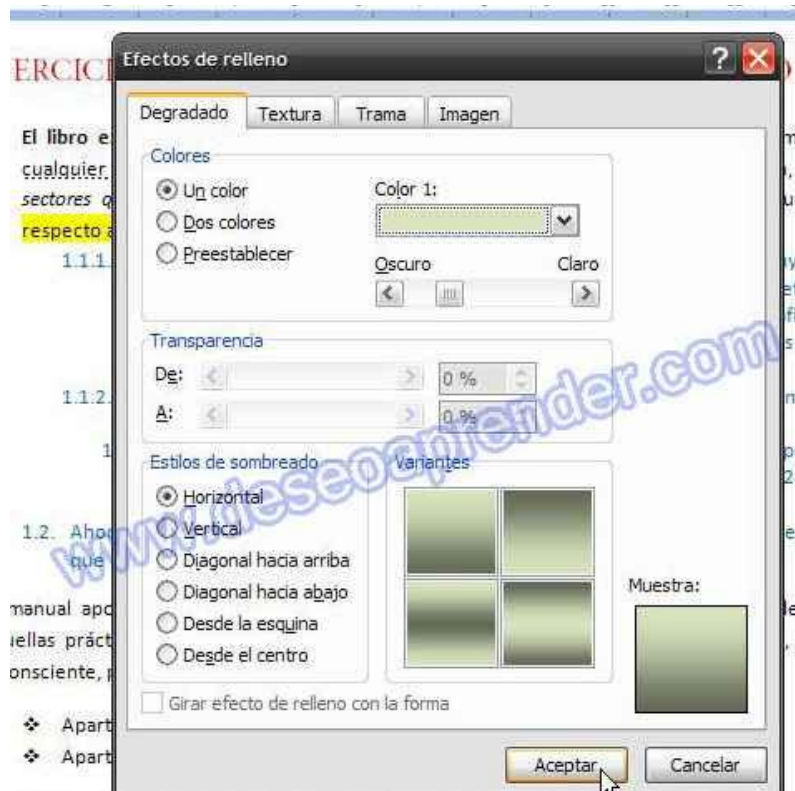 ERCICI
Efectos de relleno
Degradado Textura Trama Imagen
El libro e
cualquier
sectores q
respecto a
Colores
Un color
Dos colores
Preestablecer
Color 1:
Oscuro Claro
1.1.1.
Transparencia
De: 0 %
A: 0 %
1.1.2.
1
Estilos de sombreado
Horizontal
Vertical
Diagonal hacia arriba
Diagonal hacia abajo
Desde la esquina
Desde el centro
Variantes
Muestra:
1.2. Ahor
que
manual apo
uellas práct
onsciente, p
Girar efecto de relleno con la forma
Apart
Apart
Aceptar Cancelar
www.deseoaprender.com